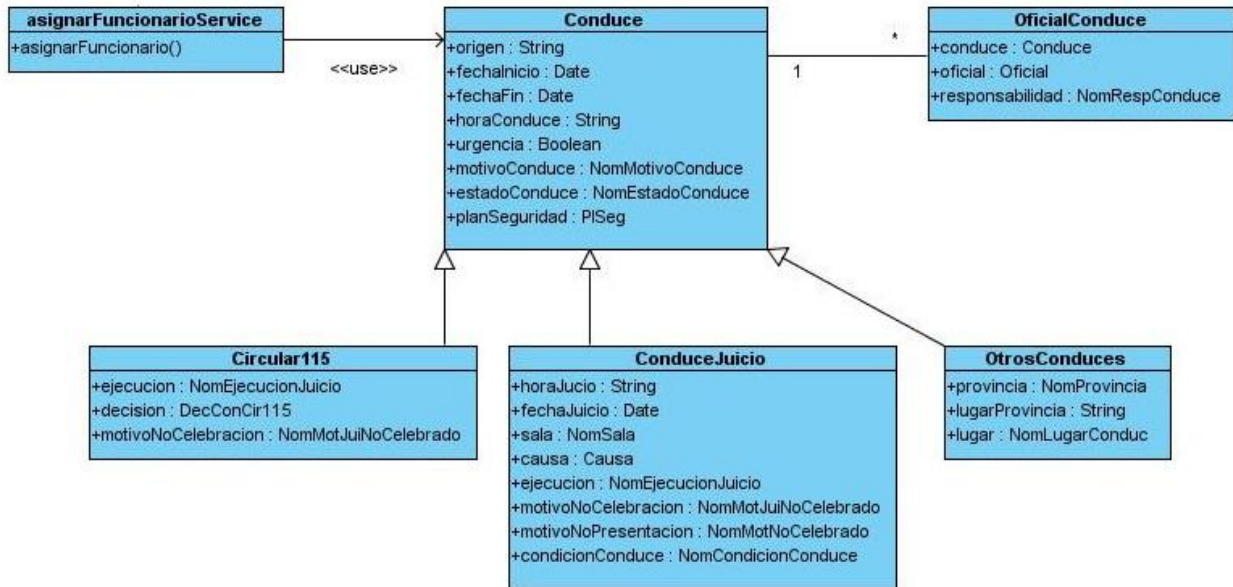 asignarFuncionarioService
+asignarFuncionario()
<<use>>
Conduce
+origen : String
+fechaInicio : Date
+fechaFin : Date
+horaConduce : String
+urgencia : Boolean
+motivoConduce : NomMotivoConduce
+estadoConduce : NomEstadoConduce
+planSeguridad : PlSeg
1
*
OficialConduce
+conduce : Conduce
+oficial : Oficial
+responsabilidad : NomRespConduce
Circular115
+ejecucion : NomEjecucionJuicio
+decision : DecConCir115
+motivoNoCelebracion : NomMotJuiNoCelebrado
ConduceJuicio
+horaJucio : String
+fechaJuicio : Date
+sala : NomSala
+causa : Causa
+ejecucion : NomEjecucionJuicio
+motivoNoCelebracion : NomMotJuiNoCelebrado
+motivoNoPresentacion : NomMotNoCelebrado
+condicionConduce : NomCondicionConduce
OtrosConduces
+provincia : NomProvincia
+lugarProvincia : String
+lugar : NomLugarConduc